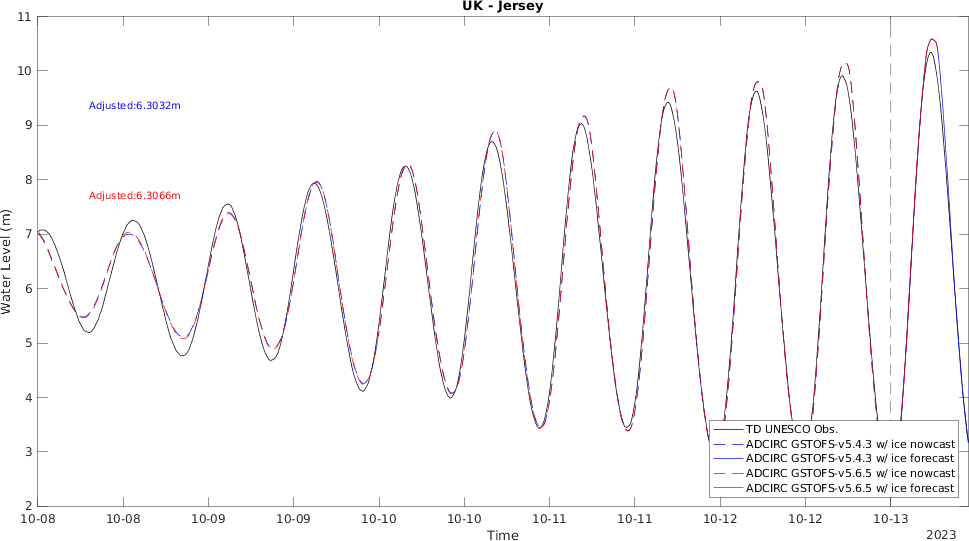 UK - Jersey
11
10
9
8
7
6
5
4
3
2
Water Level (m)
Adjusted:6.3032m
Adjusted:6.3066m
TD UNESCO Obs.
ADCIRC GSTOFS-v5.4.3 w/ ice nowcast
ADCIRC GSTOFS-v5.4.3 w/ ice forecast
ADCIRC GSTOFS-v5.6.5 w/ ice nowcast
ADCIRC GSTOFS-v5.6.5 w/ ice forecast
10-08 10-08 10-09 10-09 10-10 10-10 10-11 10-11 10-12 10-12 10-13
Time
2023